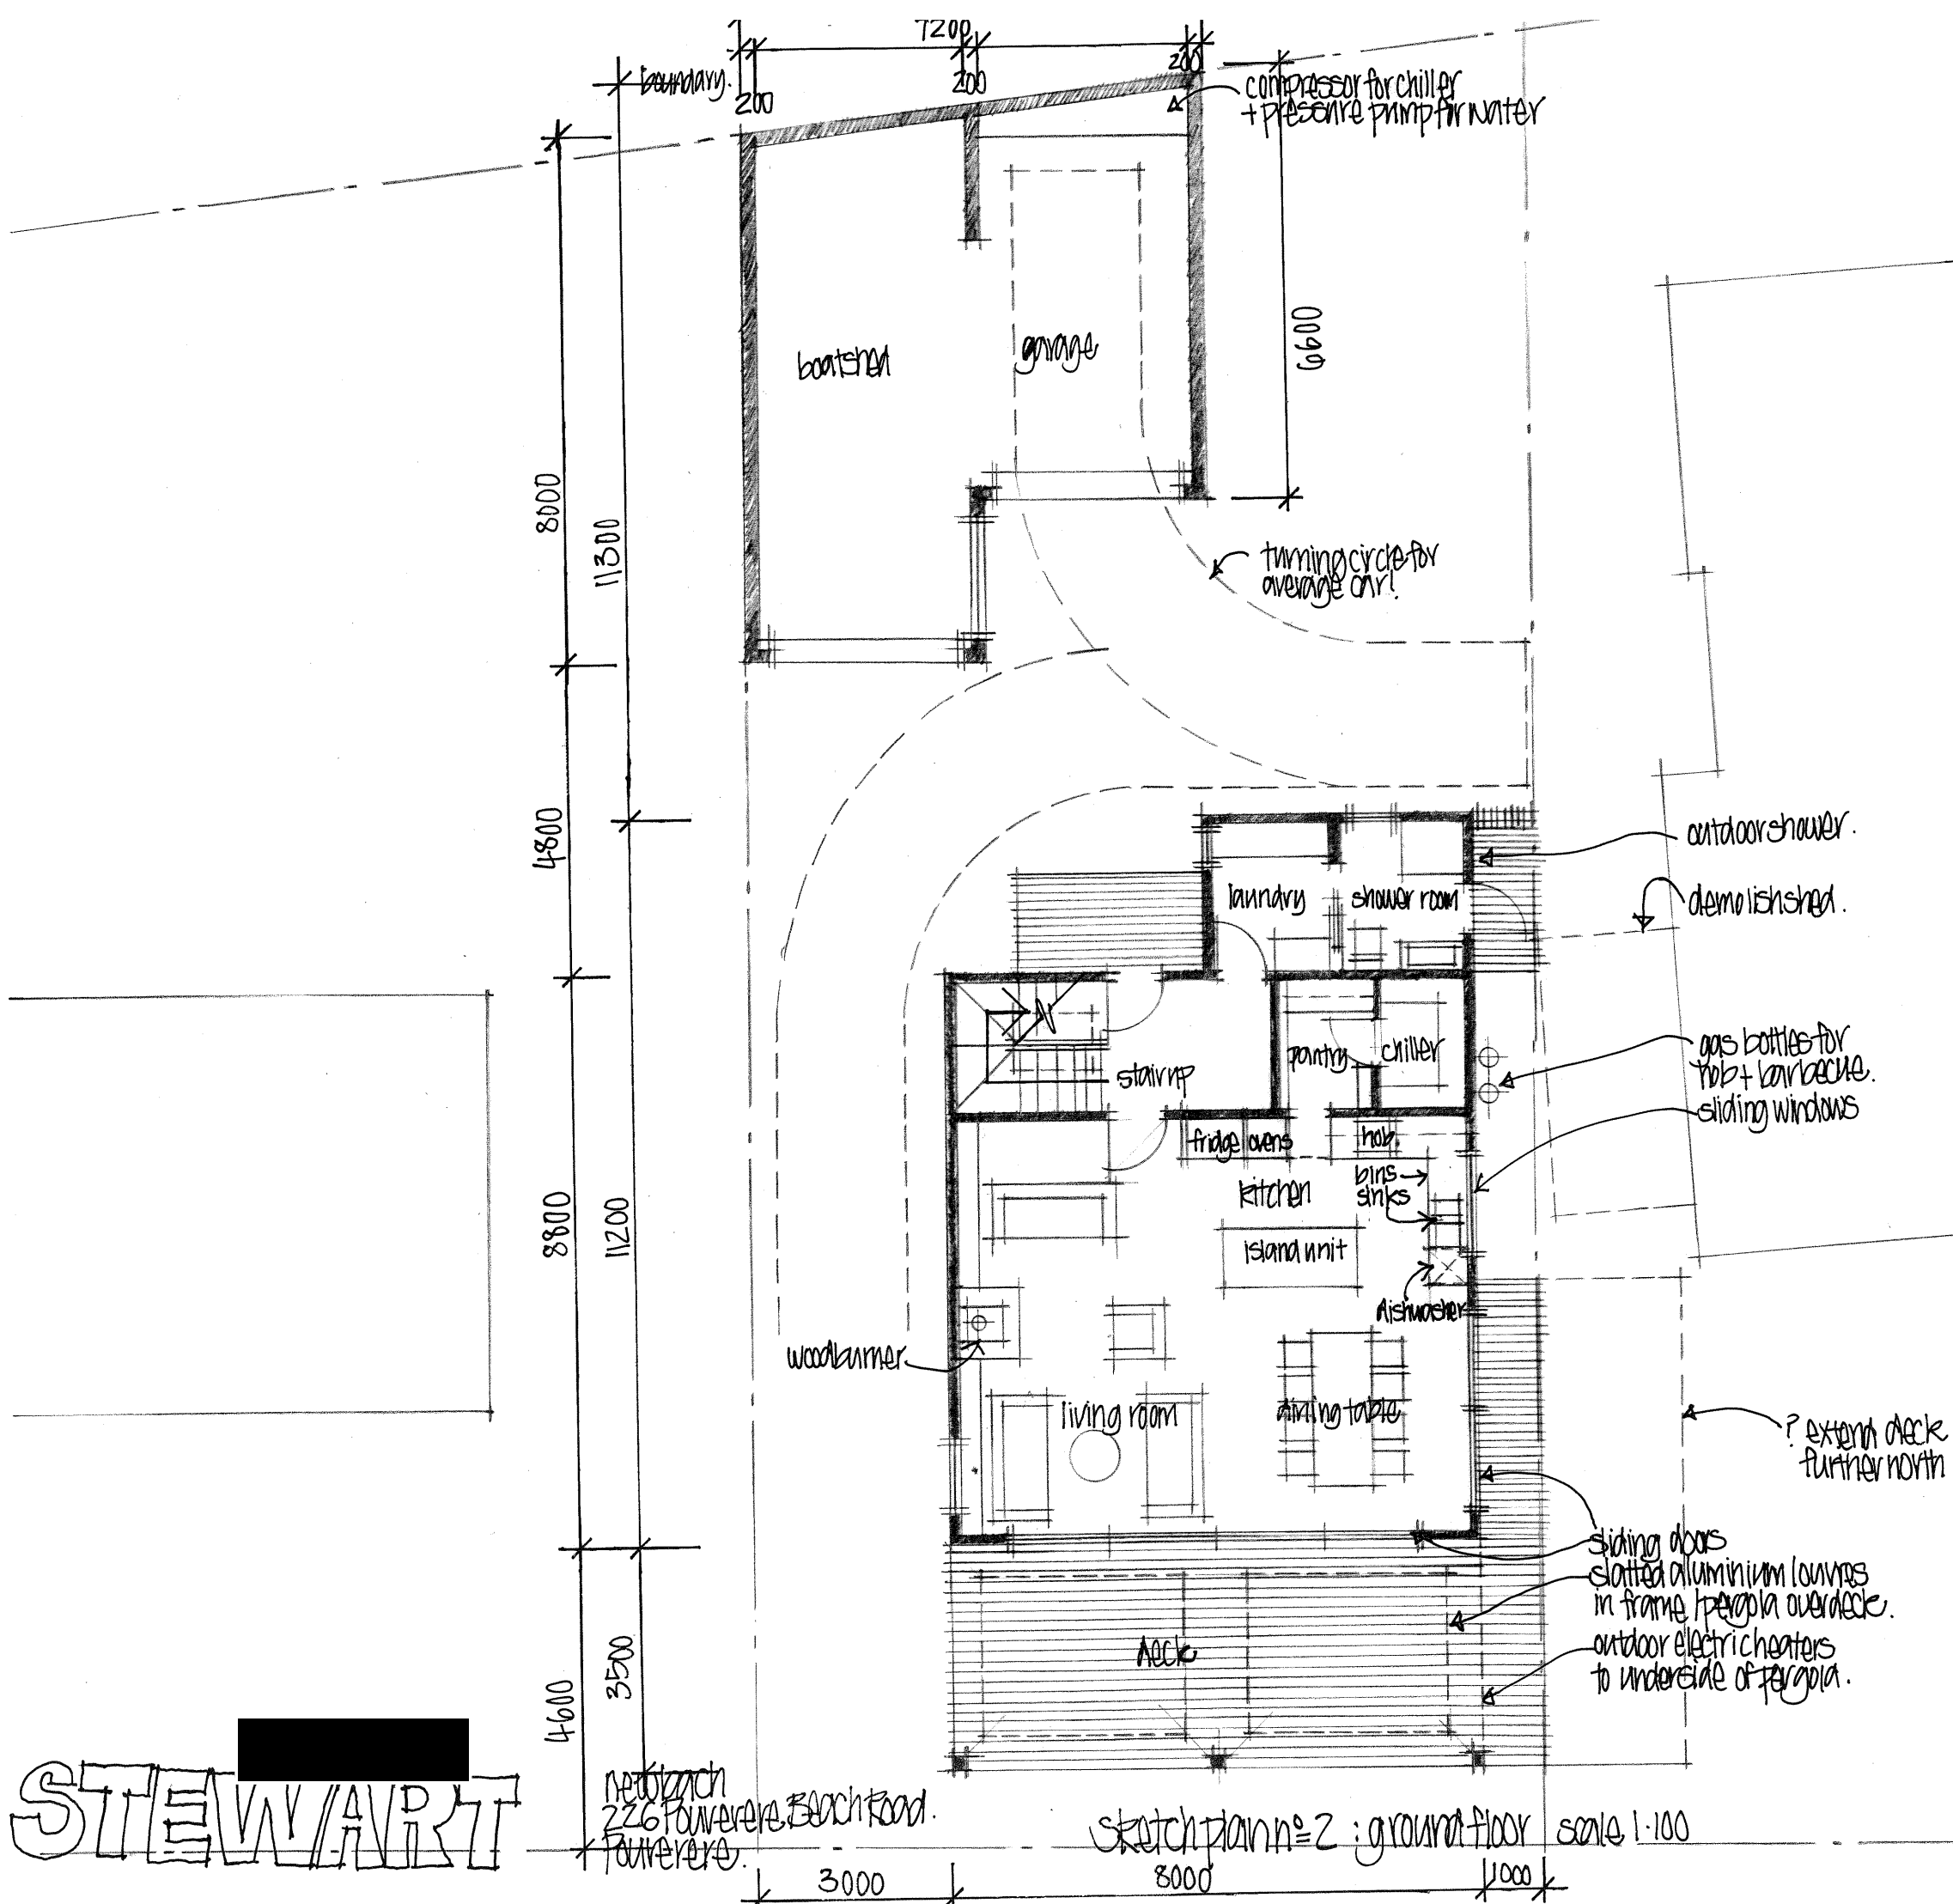 7200
boundary.
200
200
200
compressor for chiller
+ pressure pump for water
boatshed
garage
6600
8000
11300
turning circle for
average car!
4800
outdoor shower.
laundry
shower room
demolish shed.
gas bottles for
hob + barbecue.
pantry
chiller
stair up
sliding windows
fridge
ovens
hob
bins
sinks
kitchen
8800
11200
island unit
dishwasher
woodburner
living room
dining table
? extend deck
further north
sliding doors
slatted aluminium louvres
in frame / pergola over deck.
deck
outdoor electric heaters
to underside of pergola.
3500
4600
STEWART
bach
226 Pourerere Beach Road.
Pourerere.
sketch plan nº 2 : ground floor scale 1·100
3000
8000
1000